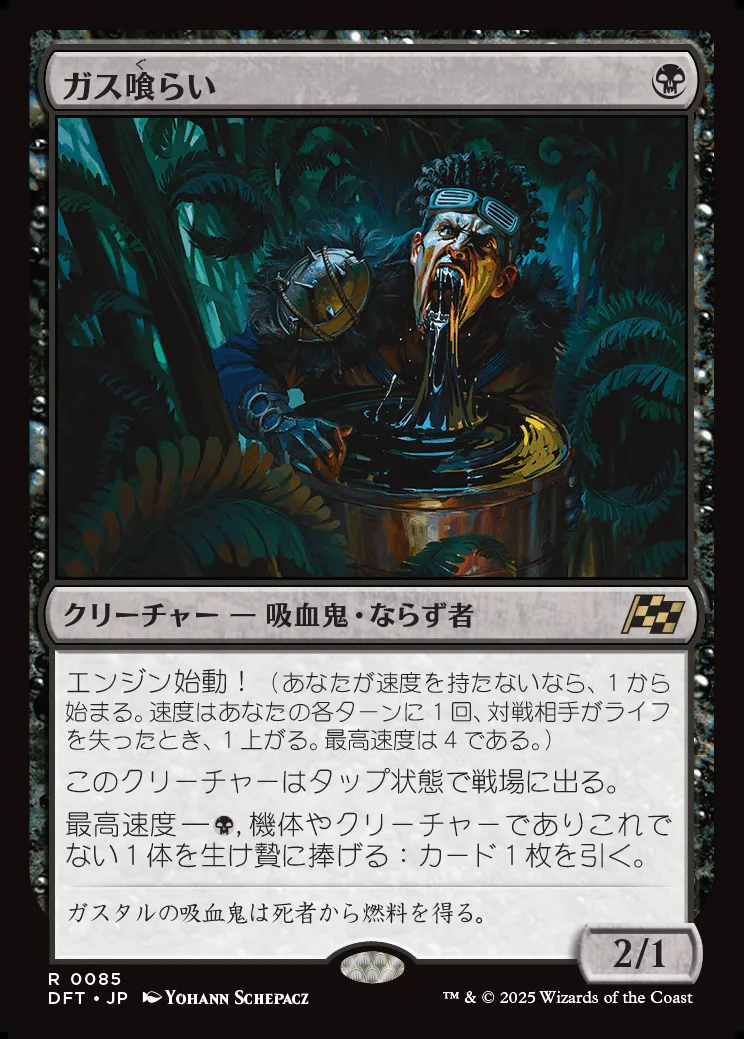 く
ガス喰らい
クリーチャー — 吸血鬼・ならず者
エンジン始動！（あなたが速度を持たないなら、1から
始まる。速度はあなたの各ターンに1回、対戦相手がライフ
を失ったとき、1上がる。最高速度は4である。）
このクリーチャーはタップ状態で戦場に出る。
最高速度—, 機体やクリーチャーでありこれで
ない1体を生け贄に捧げる：カード1枚を引く。
ガスタルの吸血鬼は死者から燃料を得る。
2/1
R 0085
DFT • JP Yohann Schepacz
™ & © 2025 Wizards of the Coast